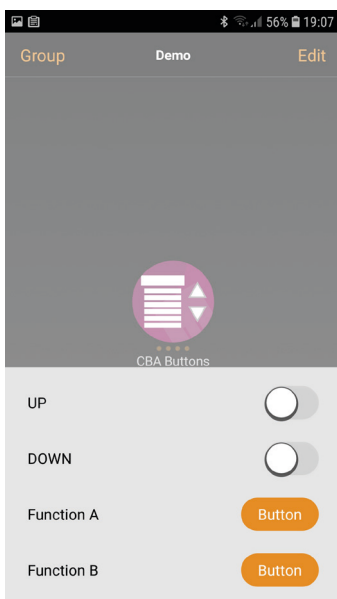 56% 19:07
Group Demo Edit
CBA Buttons
UP
DOWN
Function A Button
Function B Button